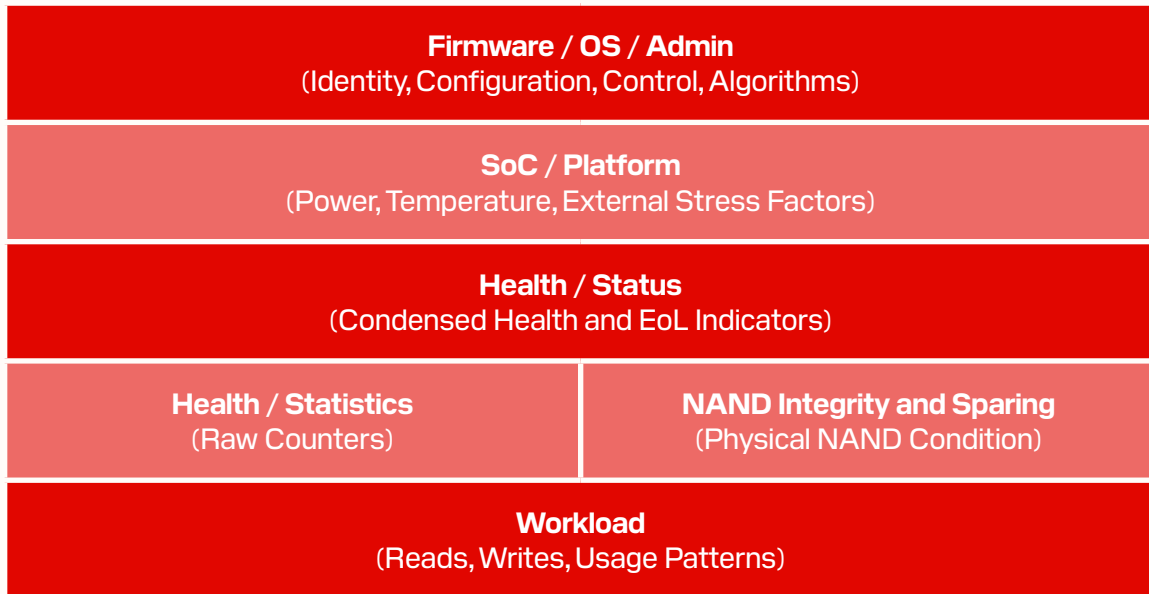 Firmware / OS / Admin
(Identity, Configuration, Control, Algorithms)
SoC / Platform
(Power, Temperature, External Stress Factors)
Health / Status
(Condensed Health and EoL Indicators)
Health / Statistics
(Raw Counters)
NAND Integrity and Sparing
(Physical NAND Condition)
Workload
(Reads, Writes, Usage Patterns)